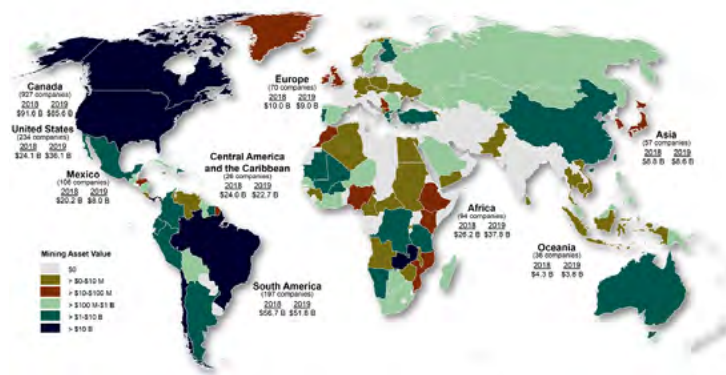 Canada
(927 companies)
2018 2019
$91.6 B $85.6 B
United States
(234 companies)
2018 2019
$24.1 B $36.1 B
Mexico
(108 companies)
2018 2019
$20.2 B $8.0 B
Europe
(70 companies)
2018 2019
$10.0 B $9.0 B
Central America
and the Caribbean
(26 companies)
2018 2019
$24.0 B $22.7 B
Asia
(57 companies)
2018 2019
Africa
(94 companies)
2018 2019
$26.2 B $37.8 B
Oceania
(36 companies)
2018 2019
$4.3 B $3.8 B
South America
(197 companies)
2018 2019
$56.7 B $51.8 B
Mining Asset Value
$0
> $0-$10 M
> $10-$100 M
> $100 M-$1 B
> $1-$10 B
> $10 B